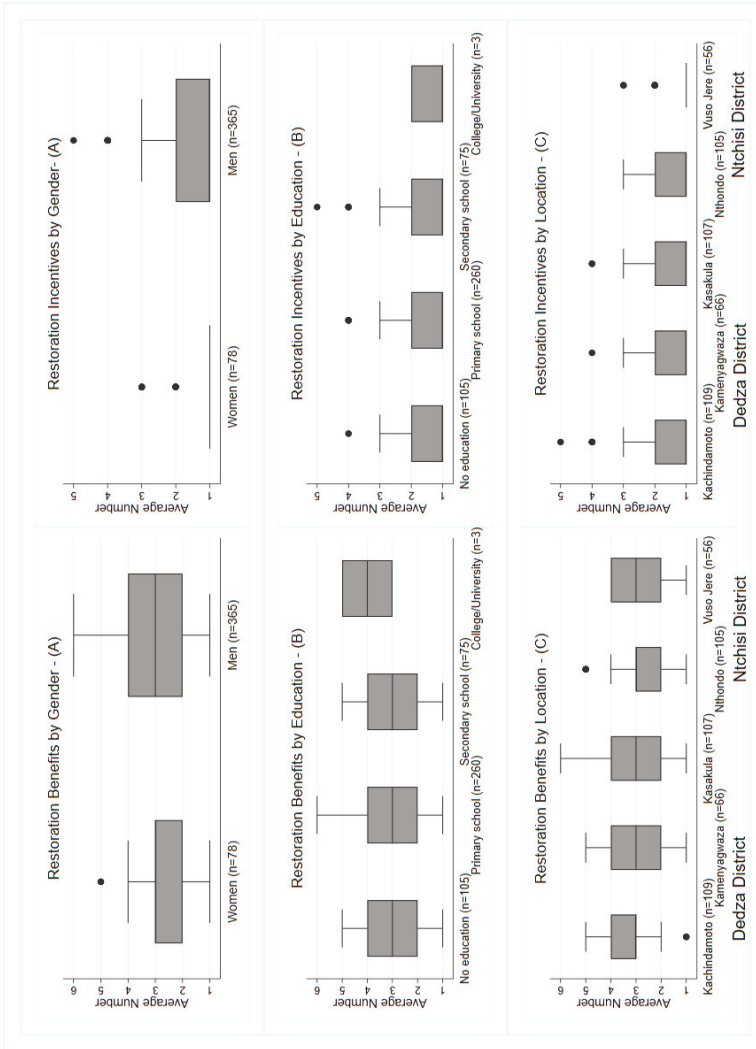 Restoration Benefits by Gender- (A)
Average Number
6
5
4
3
2
1
Women (n=78)
Men (n=365)
Restoration Incentives by Gender- (A)
Average Number
5
4
3
2
1
Women (n=78)
Men (n=365)
Restoration Benefits by Education - (B)
Average Number
6
5
4
3
2
1
No education (n=105)
Primary school (n=260)
Secondary school (n=75)
College/University (n=3)
Restoration Incentives by Education - (B)
Average Number
5
4
3
2
1
No education (n=105)
Primary school (n=260)
Secondary school (n=75)
College/University (n=3)
Restoration Benefits by Location - (C)
Average Number
6
5
4
3
2
1
Kachindamoto (n=109)
Kamenyagwaza (n=66)
Kasakula (n=107)
Nthondo (n=105)
Vuso Jere (n=56)
Dedza District
Ntchisi District
Restoration Incentives by Location - (C)
Average Number
5
4
3
2
1
Kachindamoto (n=109)
Kamenyagwaza (n=66)
Kasakula (n=107)
Nthondo (n=105)
Vuso Jere (n=56)
Dedza District
Ntchisi District